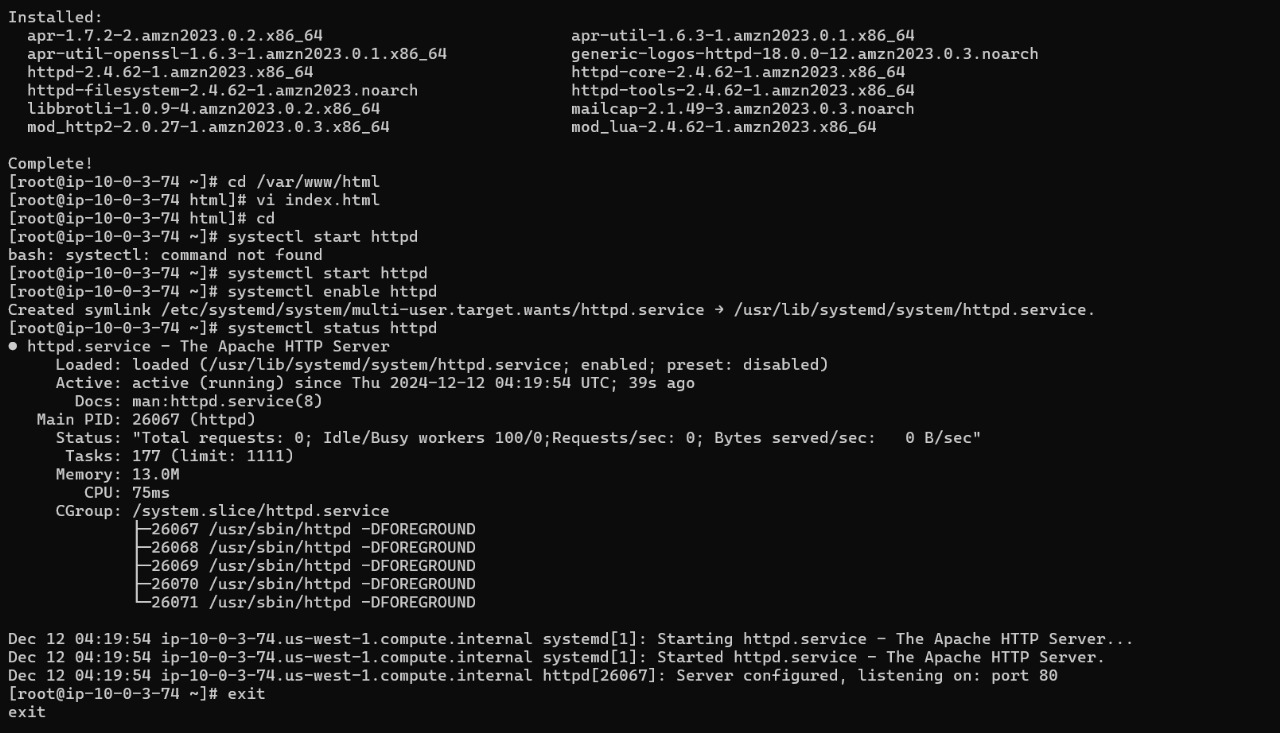 Installed:
  apr-1.7.2-2.amzn2023.0.2.x86_64                          apr-util-1.6.3-1.amzn2023.0.1.x86_64
  apr-util-openssl-1.6.3-1.amzn2023.0.1.x86_64             generic-logos-httpd-18.0.0-12.amzn2023.0.3.noarch
  httpd-2.4.62-1.amzn2023.x86_64                           httpd-core-2.4.62-1.amzn2023.x86_64
  httpd-filesystem-2.4.62-1.amzn2023.noarch                httpd-tools-2.4.62-1.amzn2023.x86_64
  libbrotli-1.0.9-4.amzn2023.0.2.x86_64                    mailcap-2.1.49-3.amzn2023.0.3.noarch
  mod_http2-2.0.27-1.amzn2023.0.3.x86_64                   mod_lua-2.4.62-1.amzn2023.x86_64

Complete!
[root@ip-10-0-3-74 ~]# cd /var/www/html
[root@ip-10-0-3-74 html]# vi index.html
[root@ip-10-0-3-74 html]# cd
[root@ip-10-0-3-74 ~]# systectl start httpd
bash: systectl: command not found
[root@ip-10-0-3-74 ~]# systemctl start httpd
[root@ip-10-0-3-74 ~]# systemctl enable httpd
Created symlink /etc/systemd/system/multi-user.target.wants/httpd.service → /usr/lib/systemd/system/httpd.service.
[root@ip-10-0-3-74 ~]# systemctl status httpd
● httpd.service - The Apache HTTP Server
     Loaded: loaded (/usr/lib/systemd/system/httpd.service; enabled; preset: disabled)
     Active: active (running) since Thu 2024-12-12 04:19:54 UTC; 39s ago
       Docs: man:httpd.service(8)
   Main PID: 26067 (httpd)
     Status: "Total requests: 0; Idle/Busy workers 100/0;Requests/sec: 0; Bytes served/sec:   0 B/sec"
      Tasks: 177 (limit: 1111)
     Memory: 13.0M
        CPU: 75ms
     CGroup: /system.slice/httpd.service
             ├─26067 /usr/sbin/httpd -DFOREGROUND
             ├─26068 /usr/sbin/httpd -DFOREGROUND
             ├─26069 /usr/sbin/httpd -DFOREGROUND
             ├─26070 /usr/sbin/httpd -DFOREGROUND
             └─26071 /usr/sbin/httpd -DFOREGROUND

Dec 12 04:19:54 ip-10-0-3-74.us-west-1.compute.internal systemd[1]: Starting httpd.service - The Apache HTTP Server...
Dec 12 04:19:54 ip-10-0-3-74.us-west-1.compute.internal systemd[1]: Started httpd.service - The Apache HTTP Server.
Dec 12 04:19:54 ip-10-0-3-74.us-west-1.compute.internal httpd[26067]: Server configured, listening on: port 80
[root@ip-10-0-3-74 ~]# exit
exit